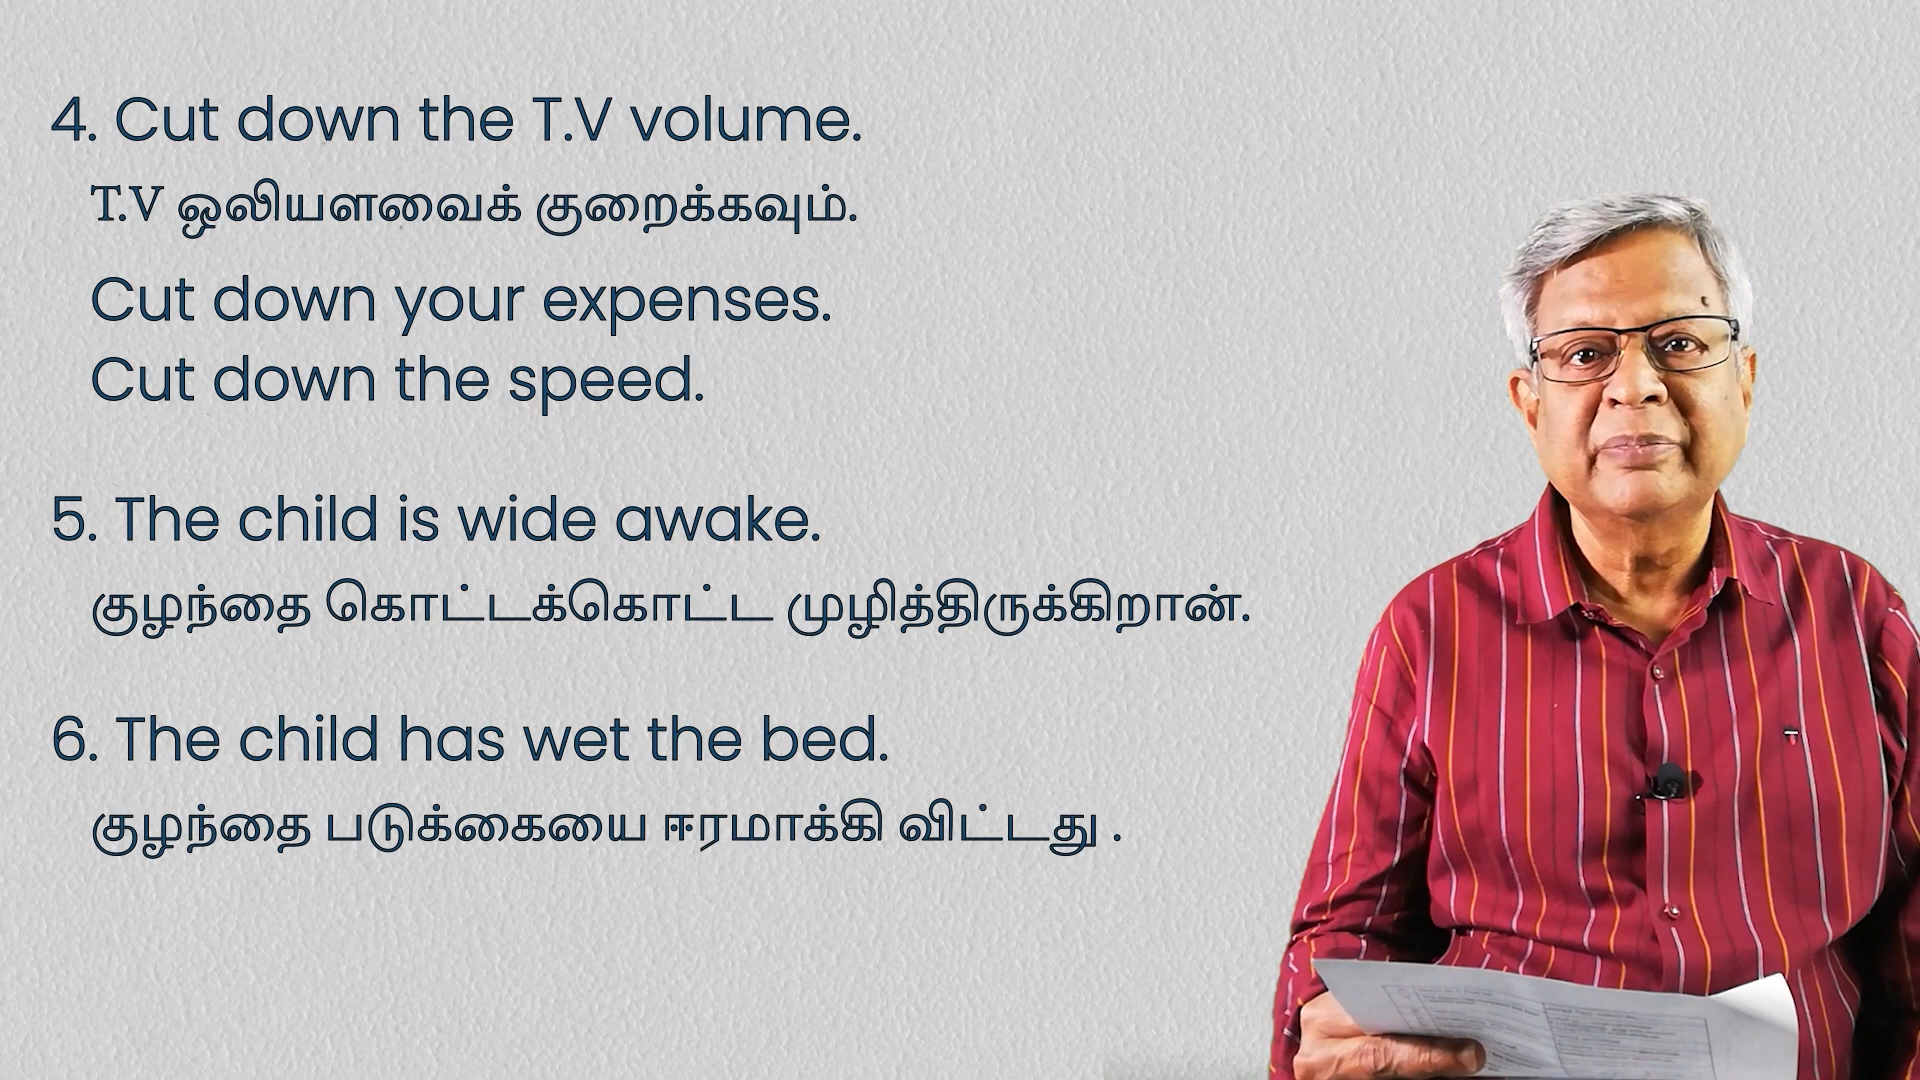 4. Cut down the T.V volume.
T.V ஒலியளவைக் குறைக்கவும்.
Cut down your expenses.
Cut down the speed.
5. The child is wide awake.
குழந்தை கொட்டக்கொட்ட முழித்திருக்கிறான்.
6. The child has wet the bed.
குழந்தை படுக்கையை ஈரமாக்கி விட்டது .